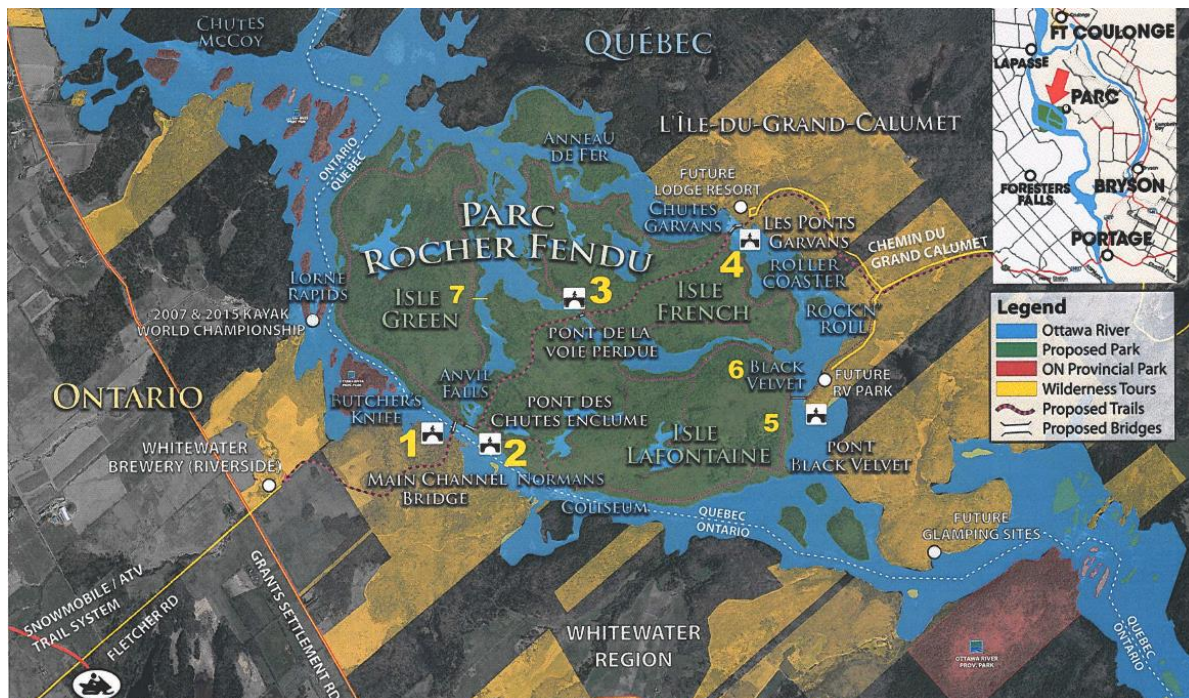 CHUTES
MCCOY
QUÉBEC
ONTARIO
QUÉBEC
ANNEAU
DE FER
L'ILE-DU-GRAND-CALUMET
FUTURE
LODGE RESORT
CHUTES
GARVANS
LES PONTS
GARVANS
4
CHEMIN DU
GRAND CALUMET
PARC
ROCHER FENDU
ROLLER
COASTER
LORNE
RAPIDS
ISLE
GREEN
7
3
ISLE
FRENCH
ROCK'N'
ROLL
2007 & 2015 KAYAK
WORLD CHAMPIONSHIP
PONT DE LA
VOIE PERDUE
ONTARIO
BUTCHER'S
KNIFE
ANVIL
FALLS
6
BLACK
VELVET
FUTURE
RV PARK
PONT DES
CHUTES ENCLUME
1
2
5
ISLE
LAFONTAINE
PONT
BLACK VELVET
WHITEWATER
BREWERY (RIVERSIDE)
MAIN CHANNEL
BRIDGE
NORMANS
COLISEUM
QUEBEC
ONTARIO
FUTURE
GLAMPING SITES
SNOWMOBILE / ATV
TRAIL SYSTEM
FLETCHER RD
GRANTS SETTLEMENT RD
WHITEWATER
REGION
OTTAWA RIVER
PROV. PARK
QUEBEC
ONTARIO
FT COULONGE
LAPASSE
PARC
FORESTERS
FALLS
BRYSON
PORTAGE
Legend
Ottawa River
Proposed Park
ON Provincial Park
Wilderness Tours
Proposed Trails
Proposed Bridges